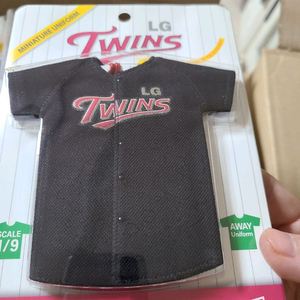 MINIATURE UNIFORM
LG
TWINS
LG
TWINS
SCALE
1/9
AWAY
Uniform